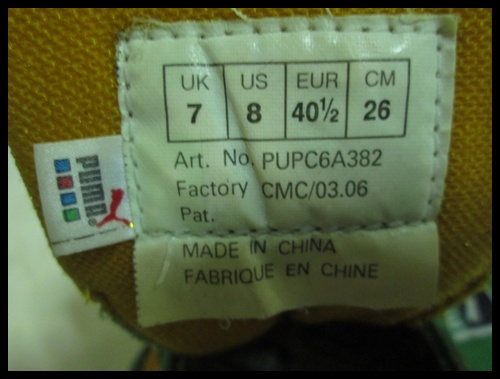 UK US EUR CM
7 8 40½ 26
Art. No. PUPC6A382
Factory CMC/03.06
Pat.
MADE IN CHINA
FABRIQUE EN CHINE
PUMA